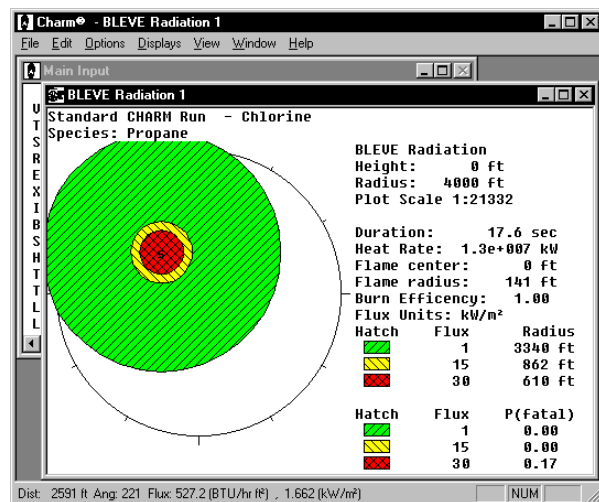 Charm® - BLEVE Radiation 1
File Edit Options Displays View Window Help
Main Input
BLEVE Radiation 1
Standard CHARM Run - Chlorine
Species: Propane
BLEVE Radiation
Height: 0 ft
Radius: 4000 ft
Plot Scale 1:21332
Duration: 17.6 sec
Heat Rate: 1.3e+007 kW
Flame center: 0 ft
Flame radius: 141 ft
Burn Efficency: 1.00
Flux Units: kW/m²
Hatch Flux Radius
1 3340 ft
15 862 ft
30 610 ft
Hatch Flux P(fatal)
1 0.00
15 0.00
30 0.17
U
T
S
R
E
X
I
B
S
H
T
T
L
L
Dist: 2591 ft Ang: 221 Flux: 527.2 (BTU/hr ft²) , 1.662 (kW/m²) NUM